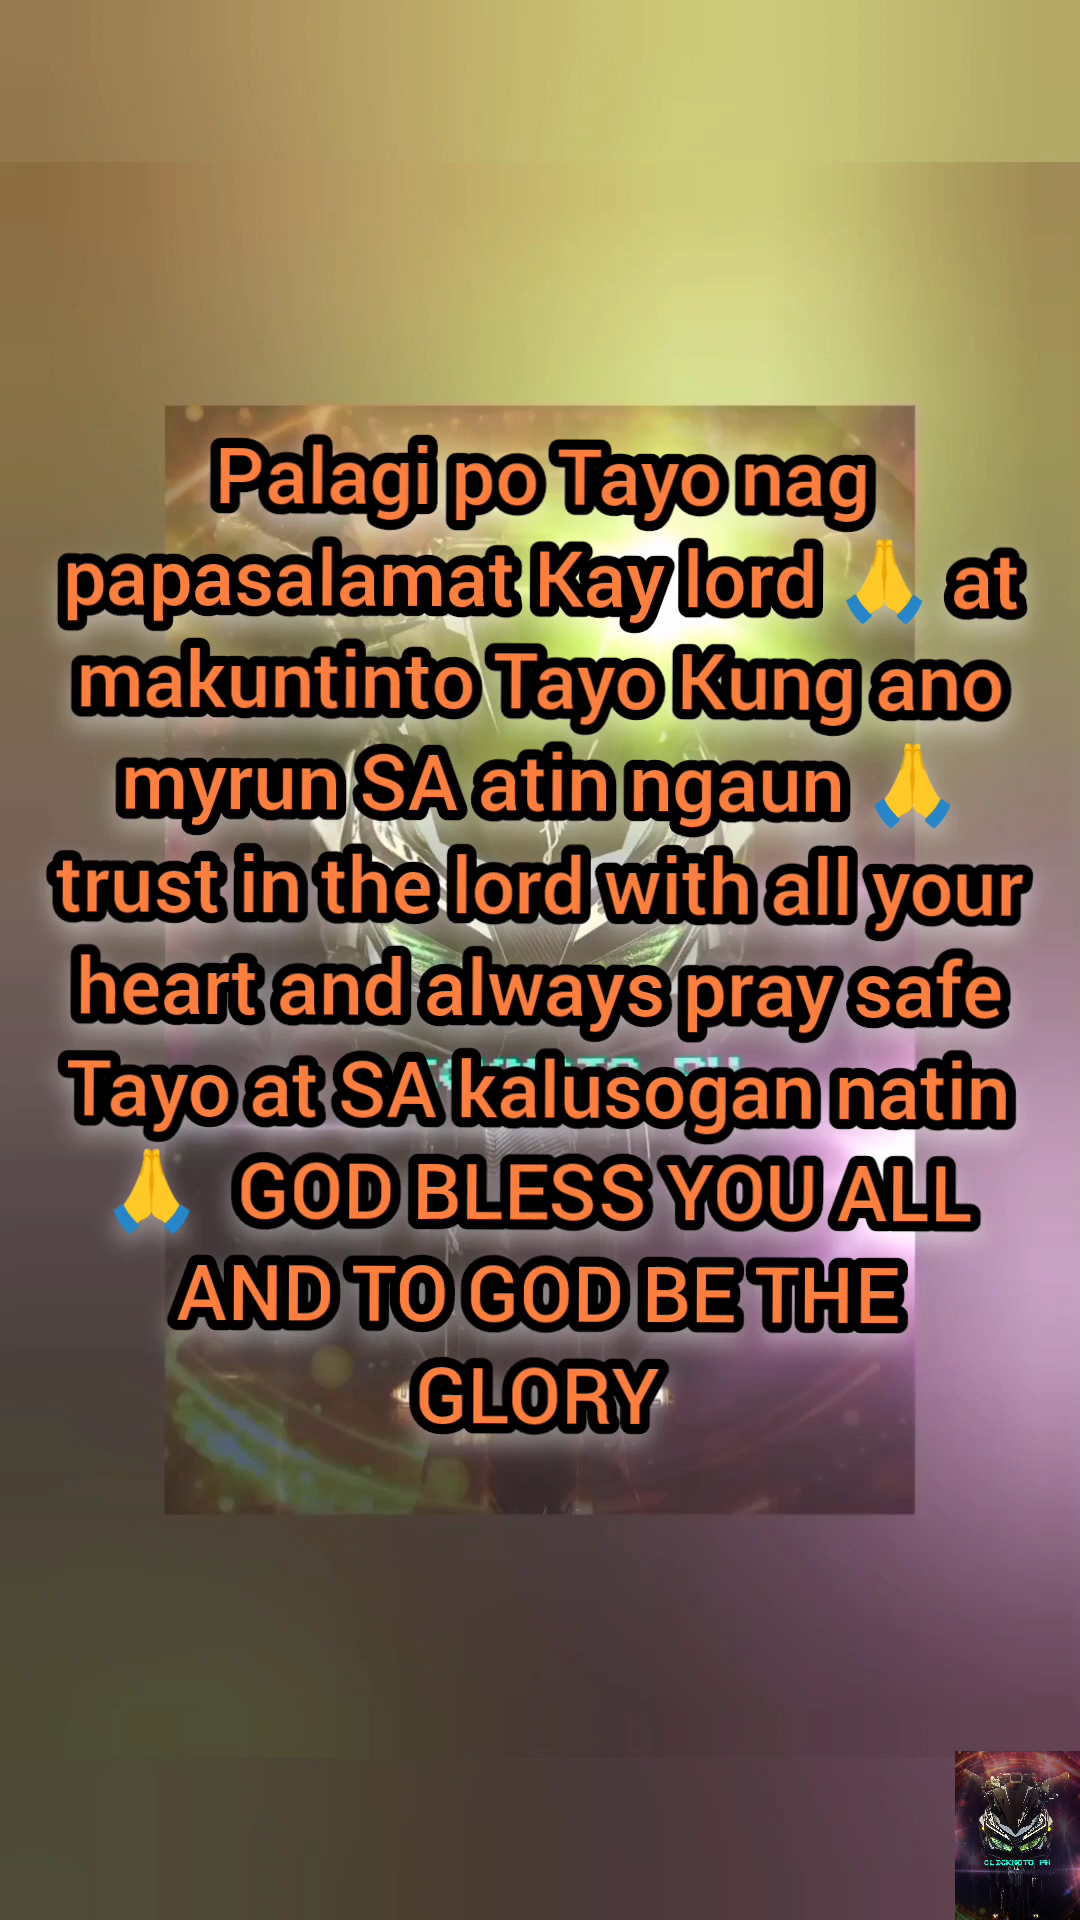 Palagi po Tayo nag
papasalamat Kay lord 🙏 at
makuntinto Tayo Kung ano
myrun SA atin ngaun 🙏
trust in the lord with all your
heart and always pray safe
Tayo at SA kalusogan natin
🙏 GOD BLESS YOU ALL
AND TO GOD BE THE
GLORY
CLICKMOTO PH